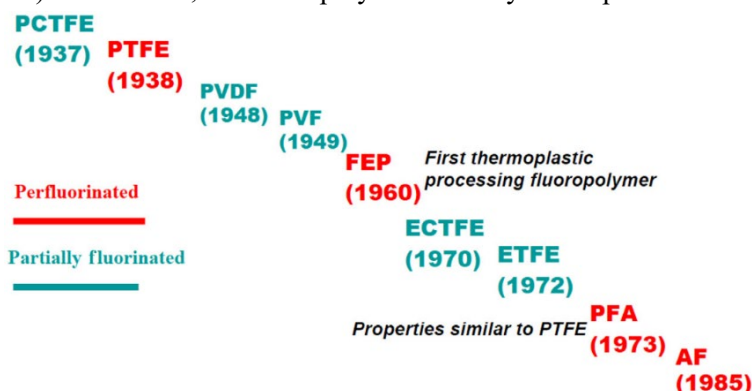 PCTFE
(1937)
PTFE
(1938)
PVDF
(1948)
PVF
(1949)
FEP
(1960)
First thermoplastic
processing fluoropolymer
Perfluorinated
Partially fluorinated
ECTFE
(1970)
ETFE
(1972)
Properties similar to PTFE
PFA
(1973)
AF
(1985)